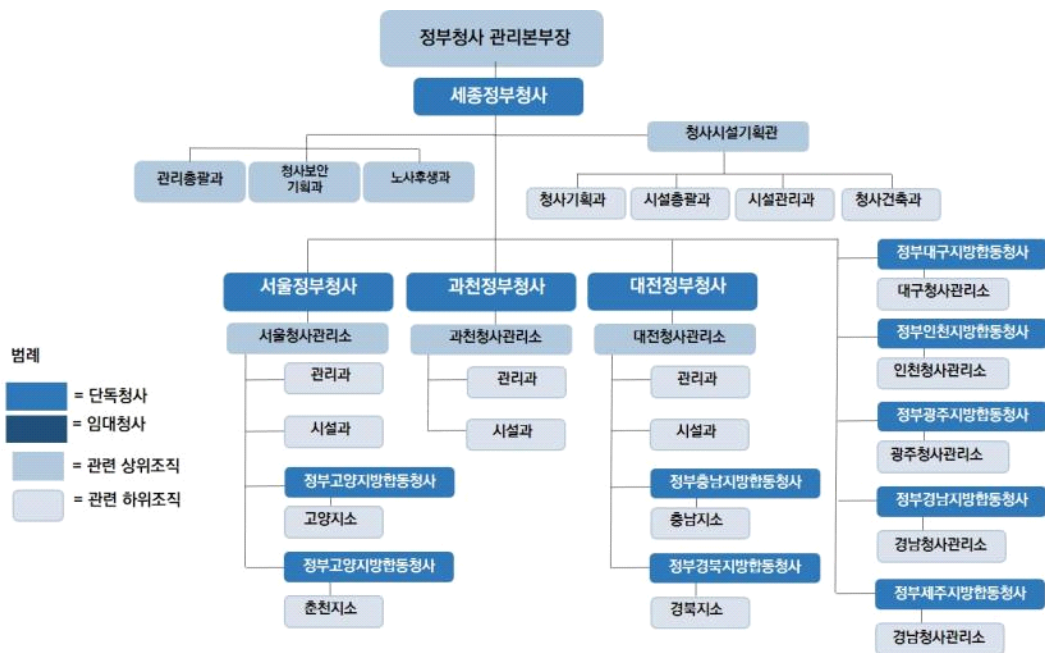 정부청사 관리본부장
세종정부청사
청사시설기획관
관리총괄과
청사보안
기획과
노사후생과
청사기획과
시설총괄과
시설관리과
청사건축과
서울정부청사
서울청사관리소
관리과
시설과
정부고양지방합동청사
고양지소
정부고양지방합동청사
춘천지소
과천정부청사
과천청사관리소
관리과
시설과
대전정부청사
대전청사관리소
관리과
시설과
정부충남지방합동청사
충남지소
정부경북지방합동청사
경북지소
정부대구지방합동청사
대구청사관리소
정부인천지방합동청사
인천청사관리소
정부광주지방합동청사
광주청사관리소
정부경남지방합동청사
경남청사관리소
정부제주지방합동청사
경남청사관리소
범례
= 단독청사
= 임대청사
= 관련 상위조직
= 관련 하위조직